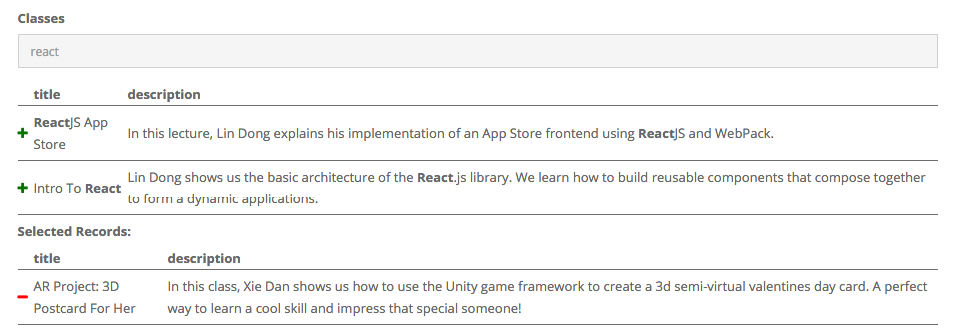 Classes
react
title description
ReactJS App Store In this lecture, Lin Dong explains his implementation of an App Store frontend using ReactJS and WebPack.
Intro To React Lin Dong shows us the basic architecture of the React.js library. We learn how to build reusable components that compose together
to form a dynamic applications.
Selected Records:
title description
AR Project: 3D In this class, Xie Dan shows us how to use the Unity game framework to create a 3d semi-virtual valentines day card. A perfect
Postcard For Her way to learn a cool skill and impress that special someone!